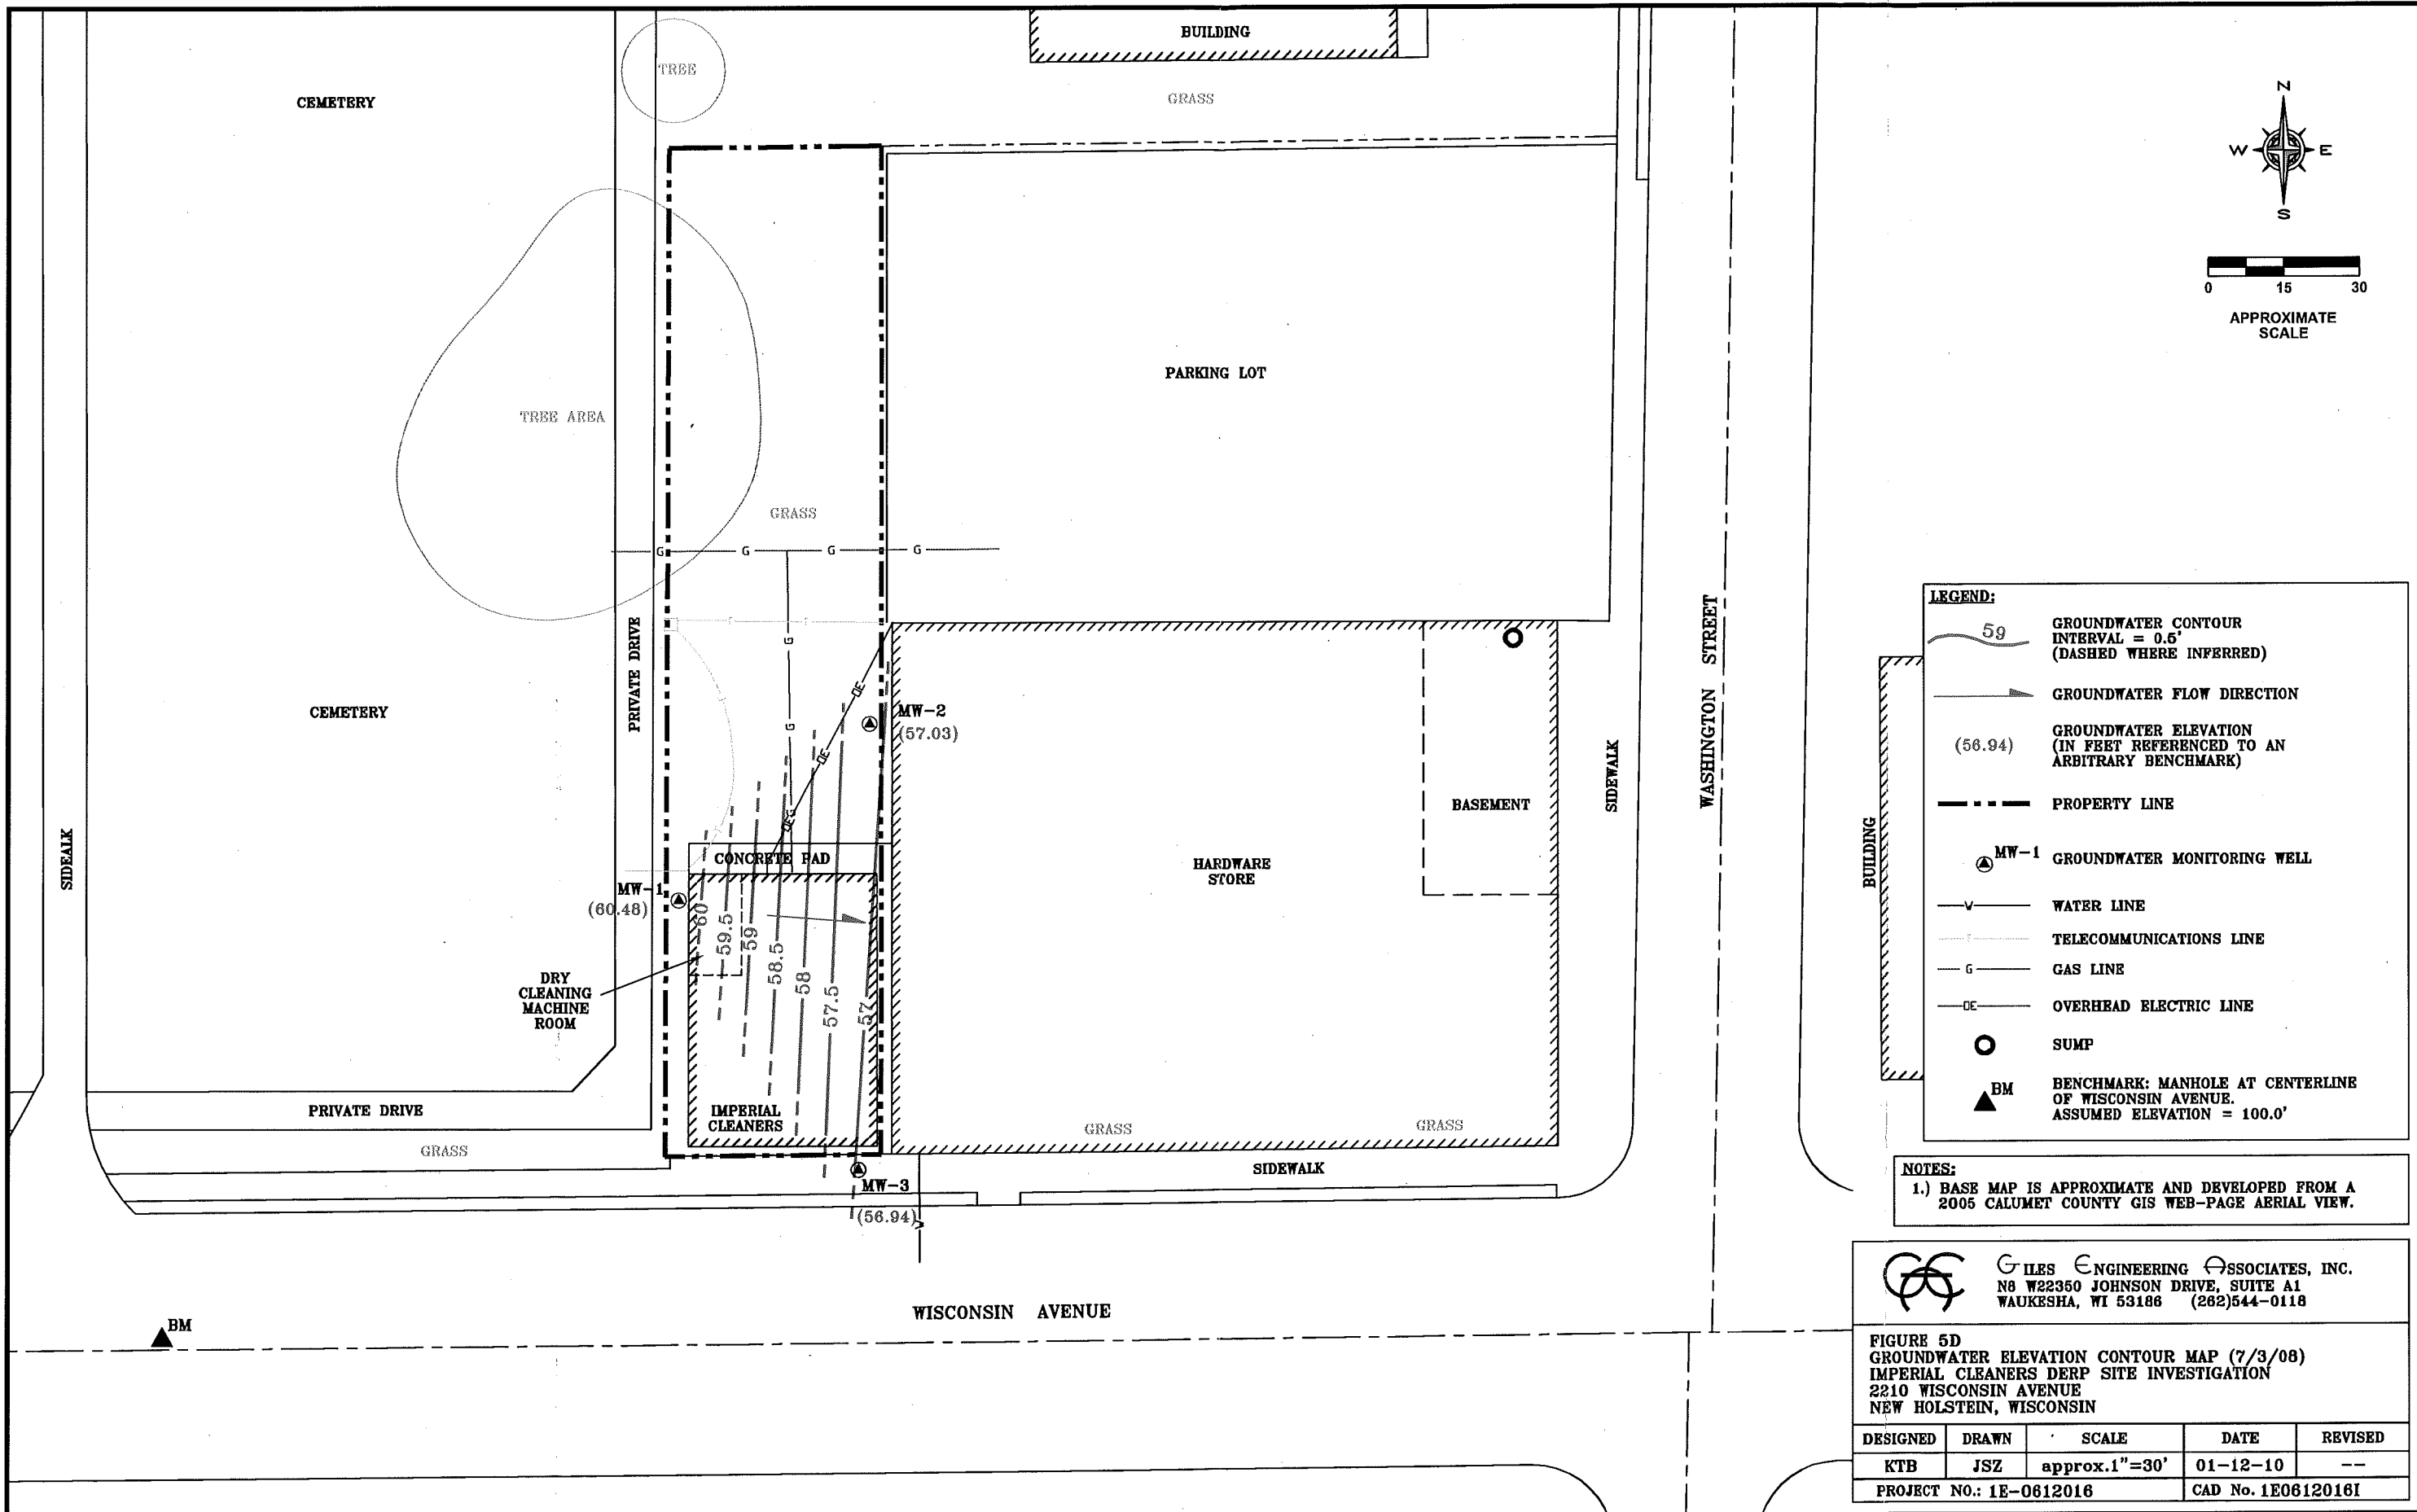 BUILDING
TREE
CEMETERY
GRASS
N
W E
S
0 15 30
APPROXIMATE
SCALE
PARKING LOT
TREE AREA
GRASS
G G G G
PRIVATE DRIVE
G
OE
CEMETERY
MW-2
(57.03)
G
OE
OE
G
WASHINGTON STREET
SIDEWALK
BASEMENT
SIDEALK
CONCRETE PAD
HARDWARE
STORE
BUILDING
MW-1
(60.48)
60
59.5
59
58.5
58
57.5
57
DRY
CLEANING
MACHINE
ROOM
IMPERIAL
CLEANERS
PRIVATE DRIVE
GRASS
GRASS
GRASS
SIDEWALK
MW-3
(56.94)
W
WISCONSIN AVENUE
BM
LEGEND:
59
GROUNDWATER CONTOUR
INTERVAL = 0.5'
(DASHED WHERE INFERRED)
GROUNDWATER FLOW DIRECTION
(56.94)
GROUNDWATER ELEVATION
(IN FEET REFERENCED TO AN
ARBITRARY BENCHMARK)
PROPERTY LINE
MW-1 GROUNDWATER MONITORING WELL
W WATER LINE
T TELECOMMUNICATIONS LINE
G GAS LINE
OE OVERHEAD ELECTRIC LINE
SUMP
BM
BENCHMARK: MANHOLE AT CENTERLINE
OF WISCONSIN AVENUE.
ASSUMED ELEVATION = 100.0'
NOTES:
1.) BASE MAP IS APPROXIMATE AND DEVELOPED FROM A
2005 CALUMET COUNTY GIS WEB-PAGE AERIAL VIEW.
GILES ENGINEERING ASSOCIATES, INC.
N8 W22350 JOHNSON DRIVE, SUITE A1
WAUKESHA, WI 53186 (262)544-0118
FIGURE 5D
GROUNDWATER ELEVATION CONTOUR MAP (7/3/08)
IMPERIAL CLEANERS DERP SITE INVESTIGATION
2210 WISCONSIN AVENUE
NEW HOLSTEIN, WISCONSIN
DESIGNED DRAWN SCALE DATE REVISED
KTB JSZ approx.1"=30' 01-12-10 --
PROJECT NO.: 1E-0612016 CAD No. 1E0612016I